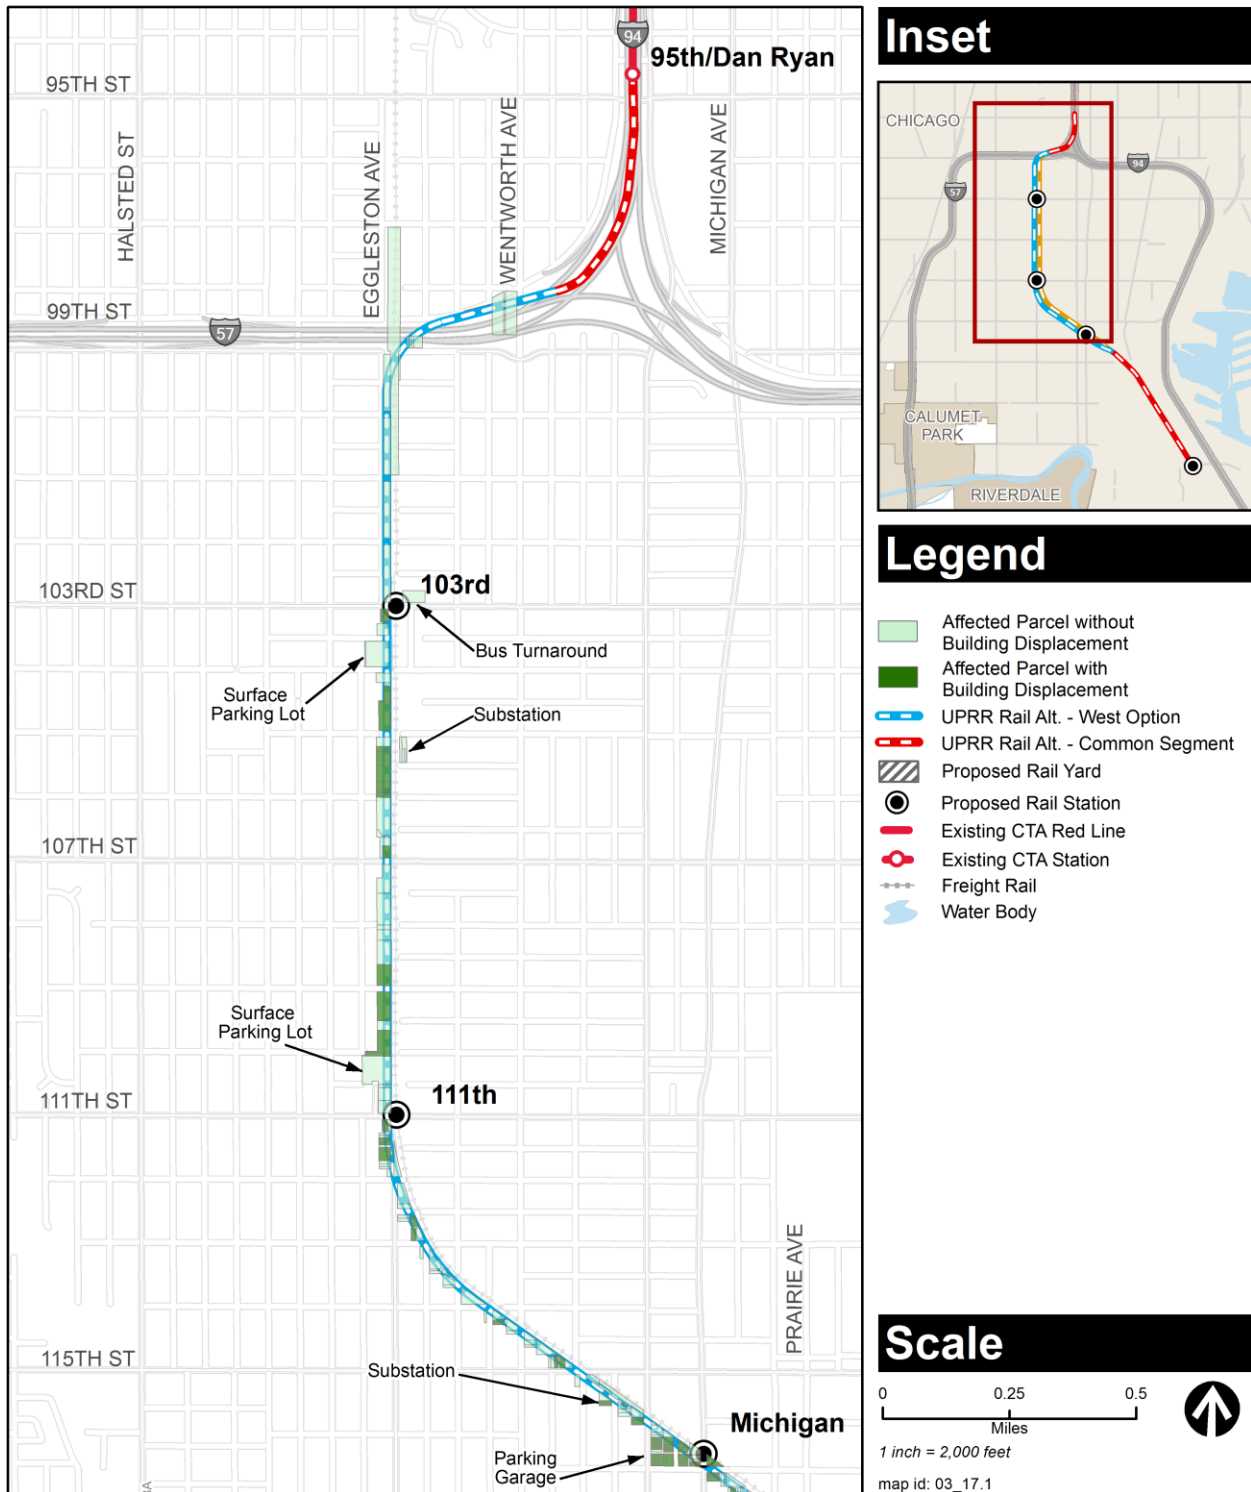 94
95th/Dan Ryan
95TH ST
HALSTED ST
EGGLESTON AVE
WENTWORTH AVE
MICHIGAN AVE
99TH ST
57
103RD ST
103rd
Bus Turnaround
Surface
Parking Lot
Substation
107TH ST
Surface
Parking Lot
111TH ST
111th
PRAIRIE AVE
115TH ST
Substation
Michigan
Parking
Garage
Inset
CHICAGO
94
57
CALUMET
PARK
RIVERDALE
Legend
Affected Parcel without
Building Displacement
Affected Parcel with
Building Displacement
UPRR Rail Alt. - West Option
UPRR Rail Alt. - Common Segment
Proposed Rail Yard
Proposed Rail Station
Existing CTA Red Line
Existing CTA Station
Freight Rail
Water Body
Scale
0 0.25 0.5
Miles
1 inch = 2,000 feet
map id: 03_17.1